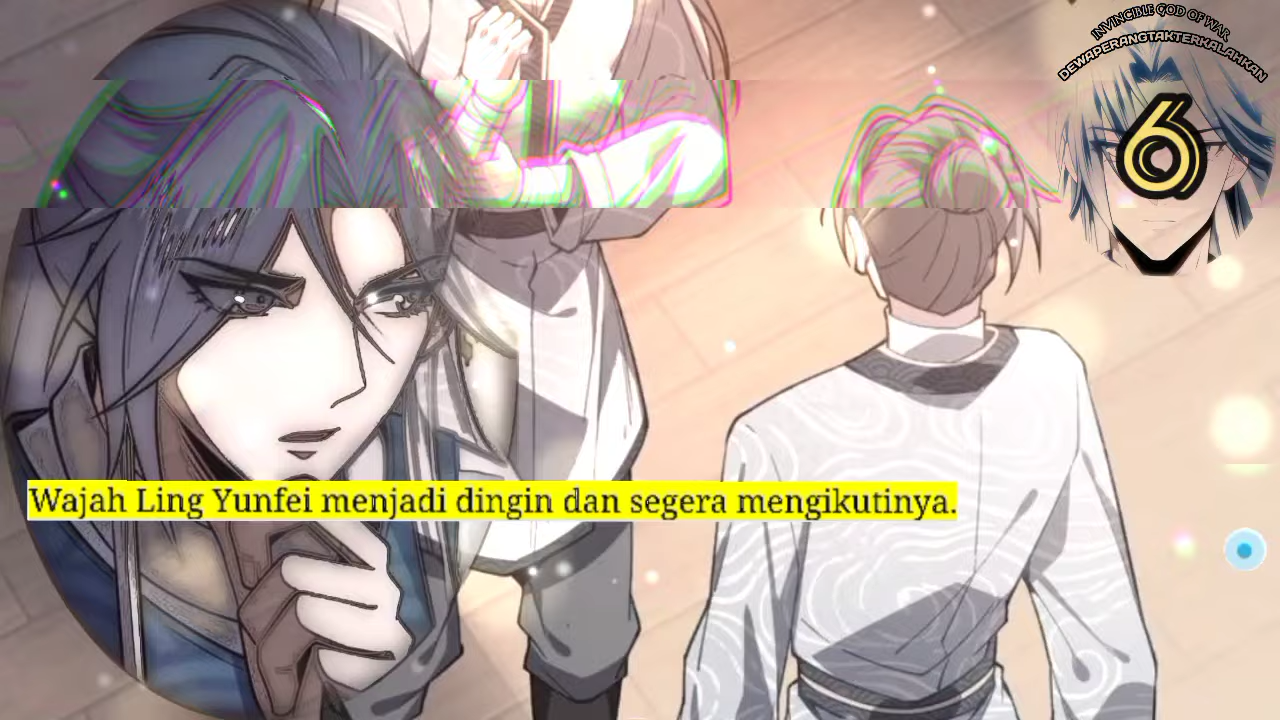 INVINCIBLE GOD OF WAR
DEWAPERANGTAKTERKALAHKAN
6
Wajah Ling Yunfei menjadi dingin dan segera mengikutinya.